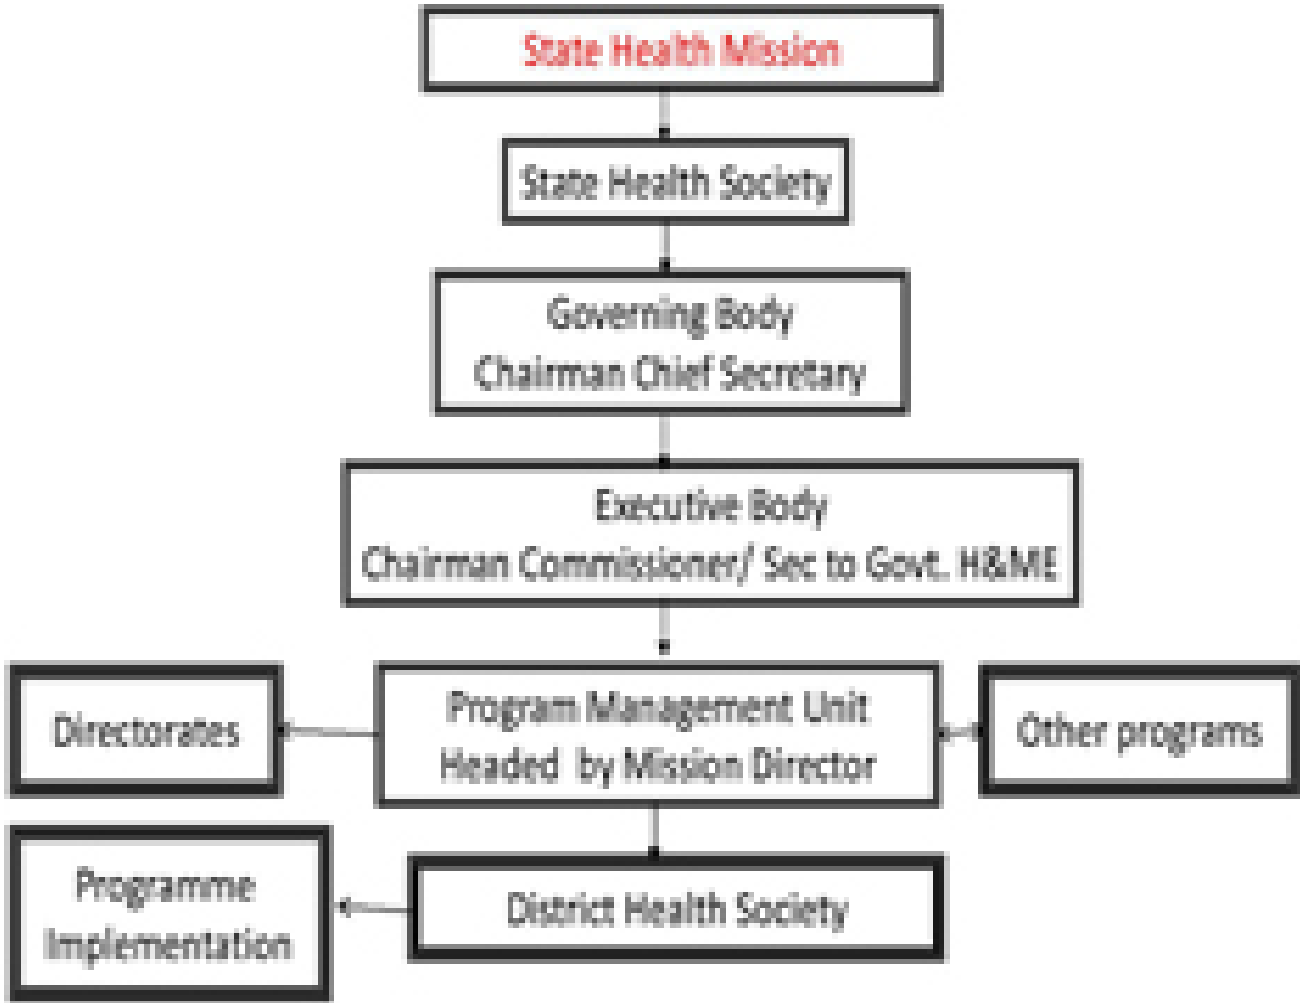 State Health Mission
State Health Society
Governing Body
Chairman Chief Secretary
Executive Body
Chairman Commissioner/ Sec to Govt. H&ME
Directorates
Program Management Unit
Headed by Mission Director
Other programs
Programme
Implementation
District Health Society